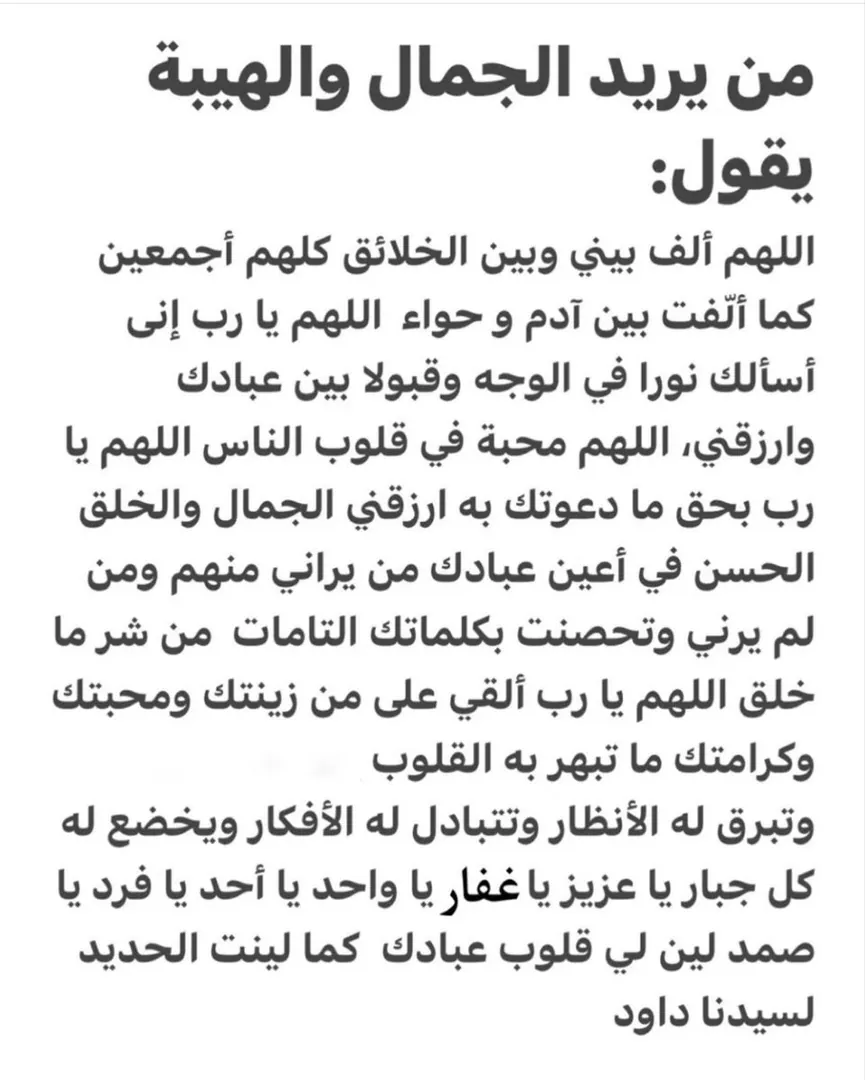 من يريد الجمال والهيبة
يقول:
اللهم ألف بيني وبين الخلائق كلهم أجمعين
كما ألّفت بين آدم و حواء اللهم يا رب إنى
أسألك نورا في الوجه وقبولا بين عبادك
وارزقني، اللهم محبة في قلوب الناس اللهم يا
رب بحق ما دعوتك به ارزقني الجمال والخلق
الحسن في أعين عبادك من يراني منهم ومن
لم يرني وتحصنت بكلماتك التامات من شر ما
خلق اللهم يا رب ألقي على من زينتك ومحبتك
وكرامتك ما تبهر به القلوب
وتبرق له الأنظار وتتبادل له الأفكار ويخضع له
كل جبار يا عزيز يا غفار يا واحد يا أحد يا فرد يا
صمد لين لي قلوب عبادك كما لينت الحديد
لسيدنا داود